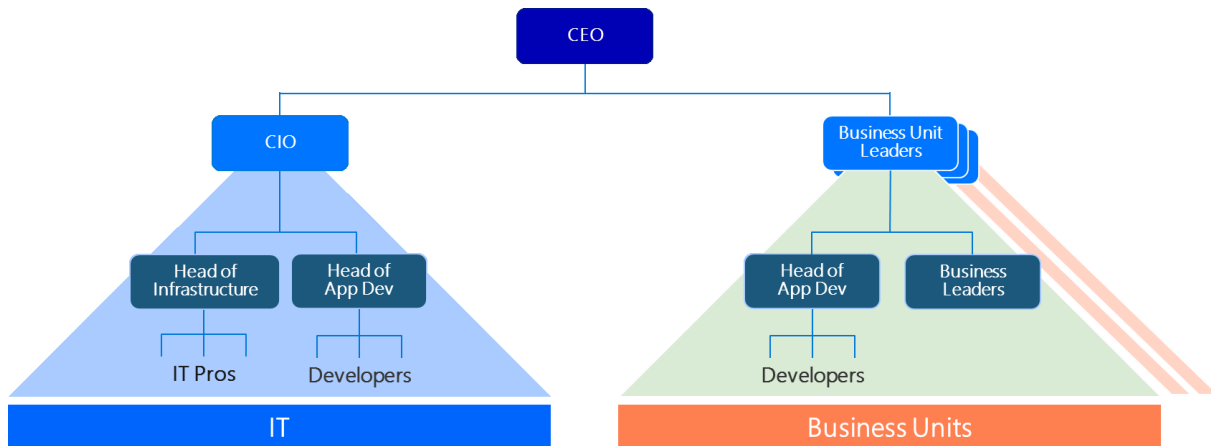 CEO
CIO
Business Unit
Leaders
Head of
Infrastructure
Head of
App Dev
Head of
App Dev
Business
Leaders
IT Pros
Developers
Developers
IT
Business Units